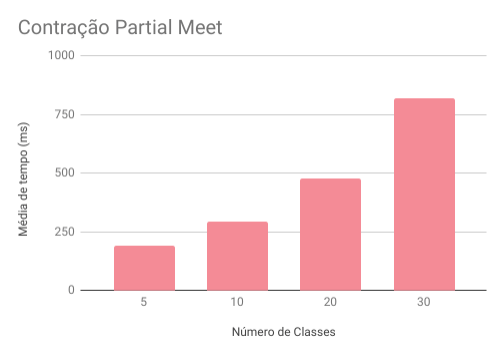 Contração Partial Meet
1000
750
500
250
0
Média de tempo (ms)
5 10 20 30
Número de Classes